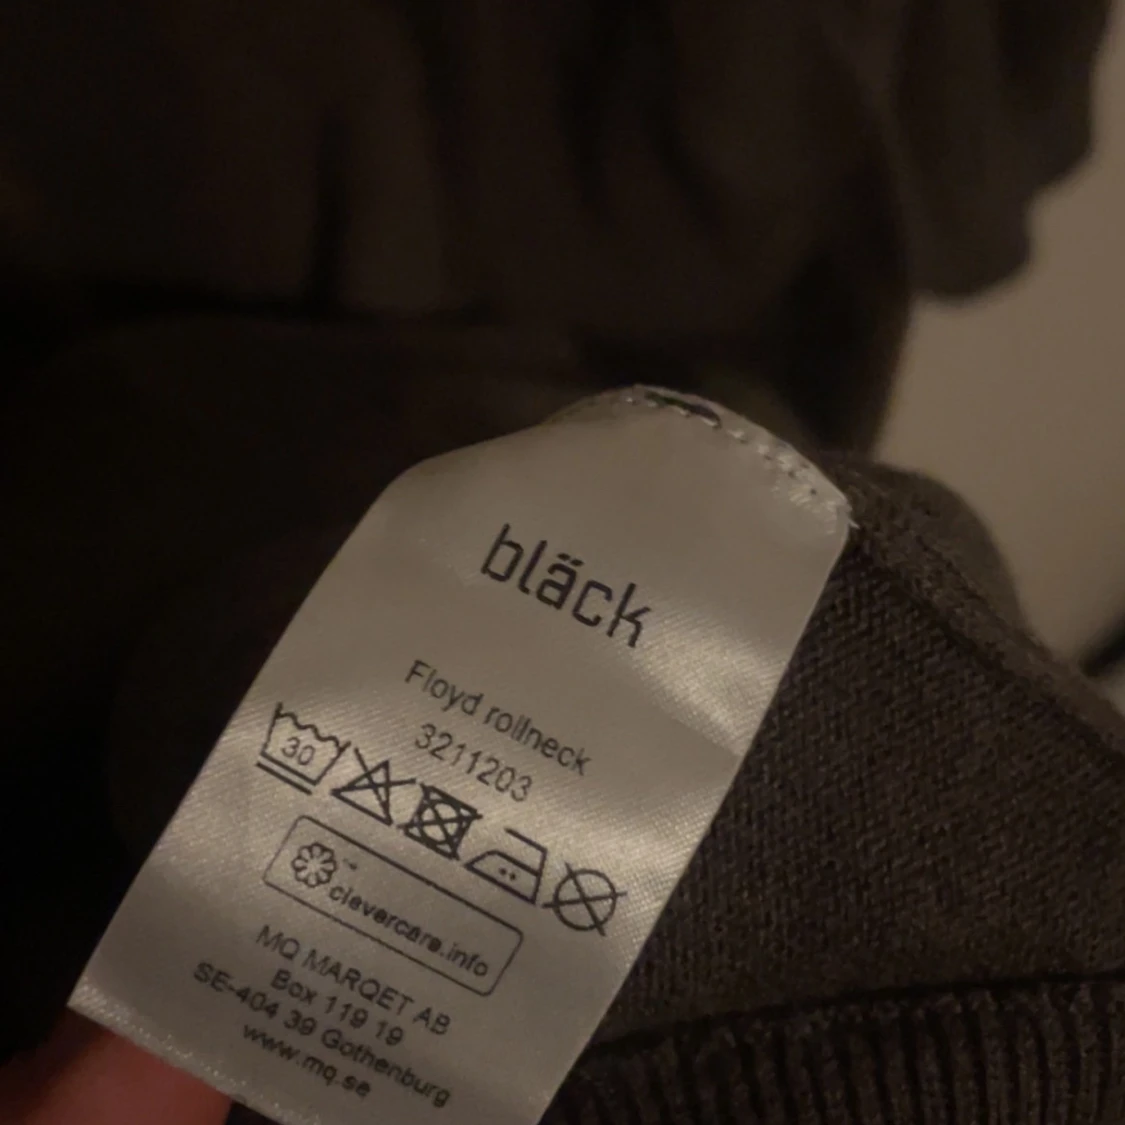 bläck
Floyd rollneck
3211203
30
clevercare.info
MQ MARQET AB
Box 119 19
SE-404 39 Gothenburg
www.mq.se